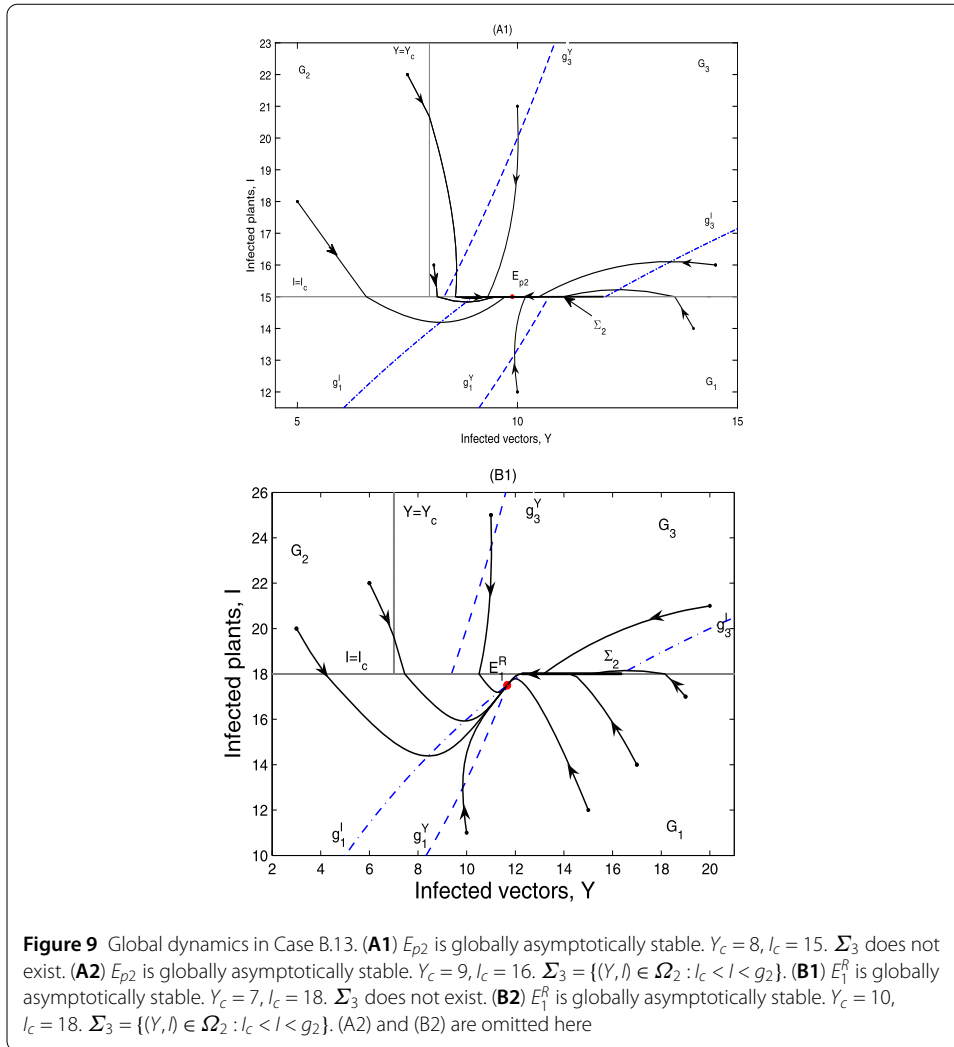 (A1)
Infected plants, I
23
22
21
20
19
18
17
16
15
14
13
12
Y=Y_c
G_2
g_3^Y
G_3
g_3^I
I=I_c
E_{p2}
Σ_2
g_1^I
g_1^Y
G_1
5
10
15
Infected vectors, Y
(B1)
Infected plants, I
26
24
22
20
18
16
14
12
10
Y=Y_c
G_2
g_3^Y
G_3
g_3^I
I=I_c
E_1^R
Σ_2
g_1^I
g_1^Y
G_1
2 4 6 8 10 12 14 16 18 20
Infected vectors, Y
Figure 9 Global dynamics in Case B.13. (A1) E_{p2} is globally asymptotically stable. Y_c = 8, I_c = 15. Σ_3 does not
exist. (A2) E_{p2} is globally asymptotically stable. Y_c = 9, I_c = 16. Σ_3 = {(Y, I) ∈ Ω_2 : I_c < I < g_2}. (B1) E_1^R is globally
asymptotically stable. Y_c = 7, I_c = 18. Σ_3 does not exist. (B2) E_1^R is globally asymptotically stable. Y_c = 10,
I_c = 18. Σ_3 = {(Y, I) ∈ Ω_2 : I_c < I < g_2}. (A2) and (B2) are omitted here